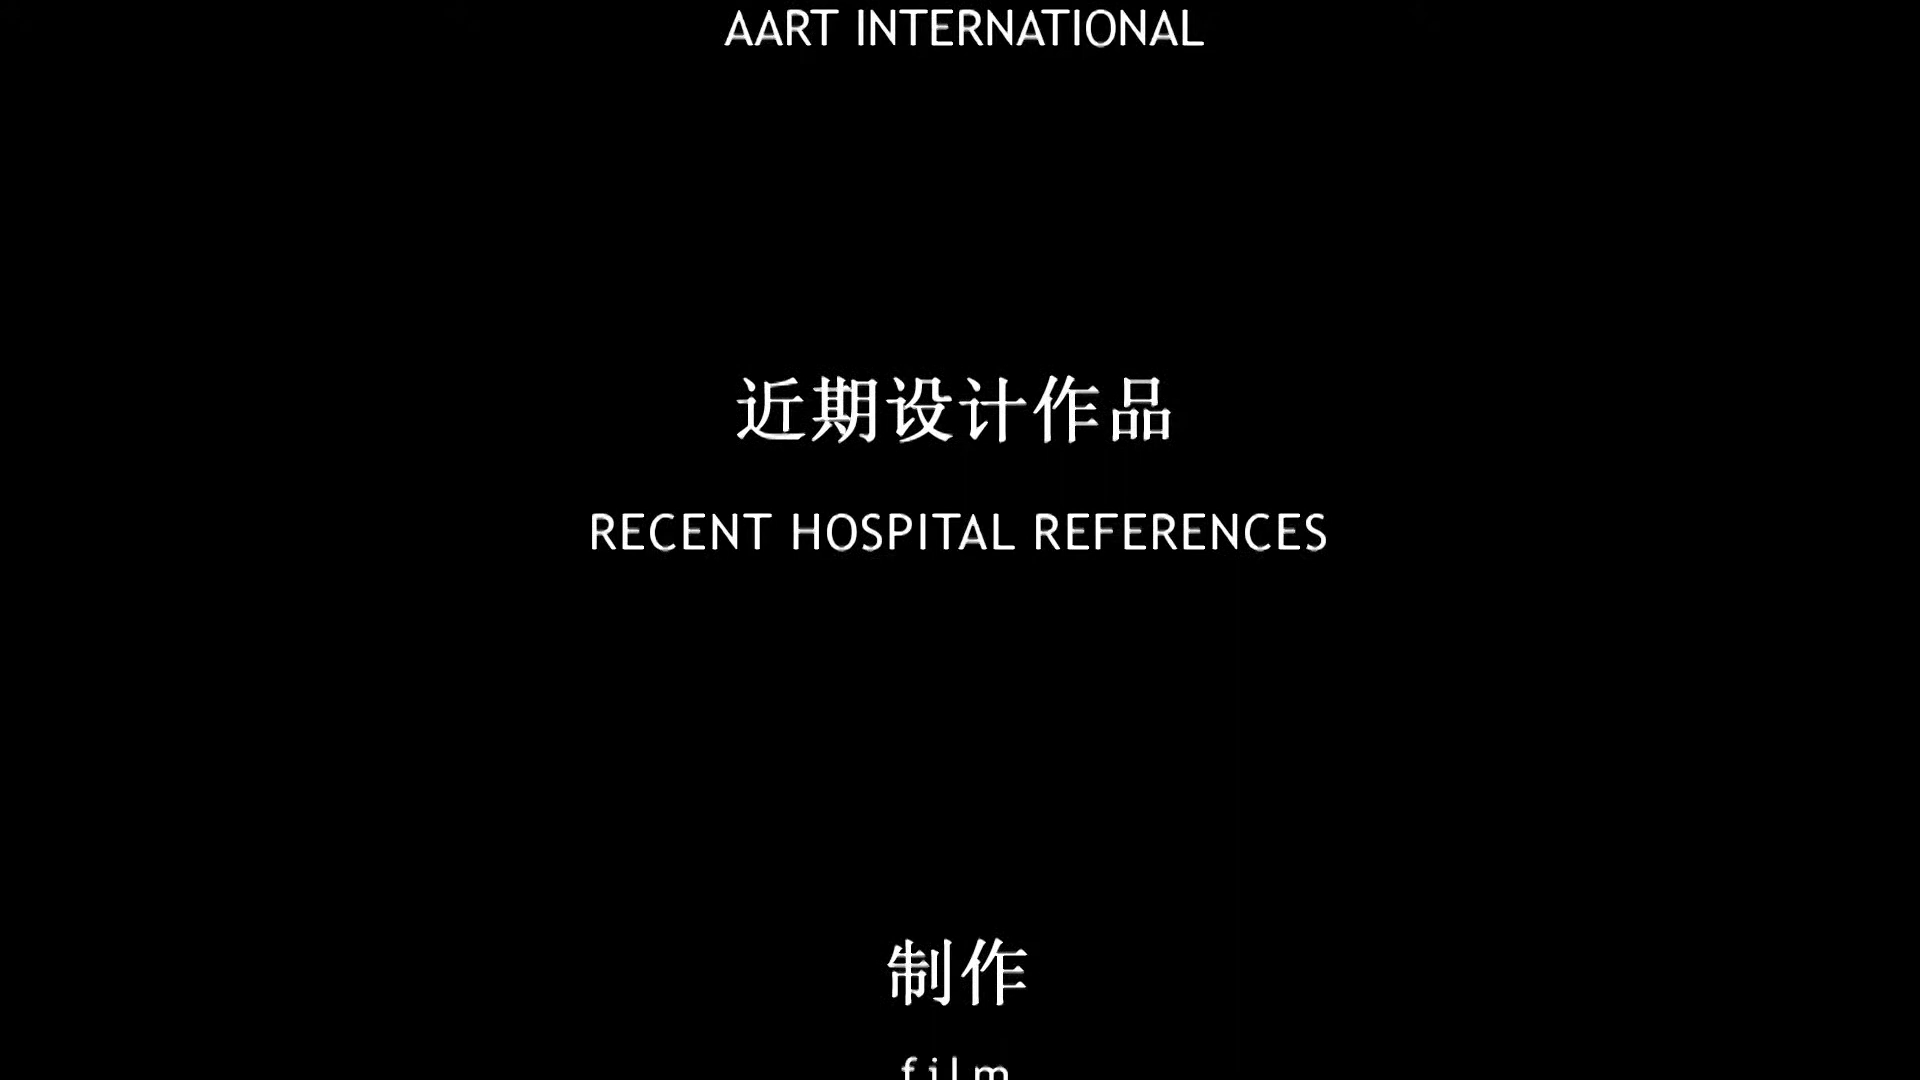 AART INTERNATIONAL
近期设计作品
RECENT HOSPITAL REFERENCES
制作
film